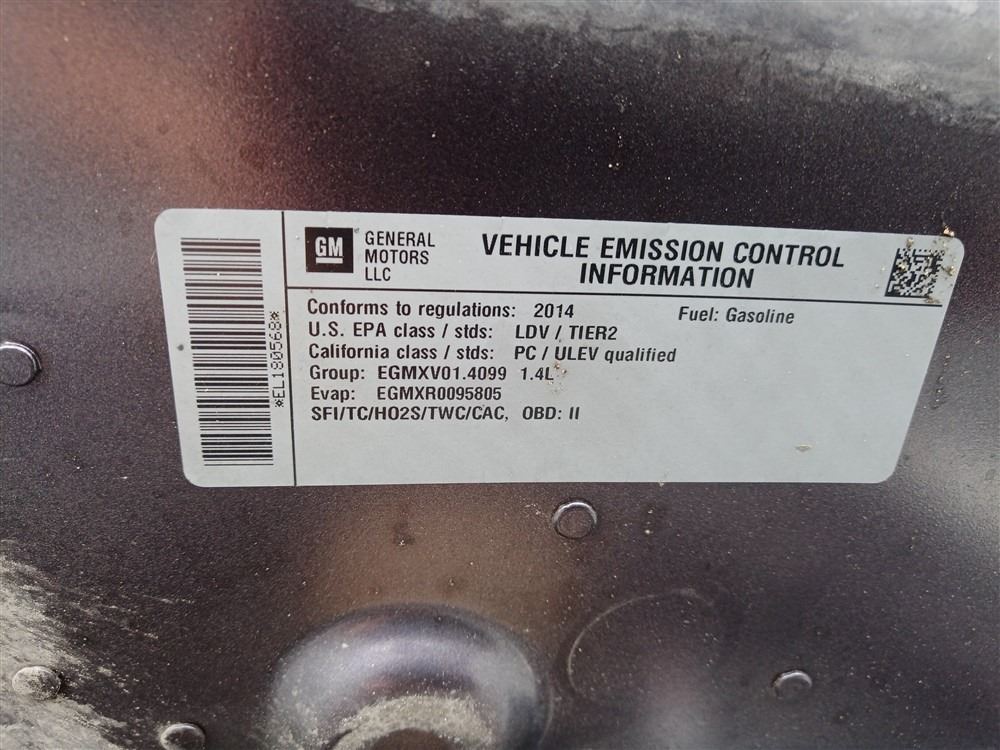 *EL180568*
GM
GENERAL
MOTORS
LLC
VEHICLE EMISSION CONTROL
INFORMATION
Conforms to regulations: 2014 Fuel: Gasoline
U.S. EPA class / stds: LDV / TIER2
California class / stds: PC / ULEV qualified
Group: EGMXV01.4099 1.4L
Evap: EGMXR0095805
SFI/TC/HO2S/TWC/CAC, OBD: II